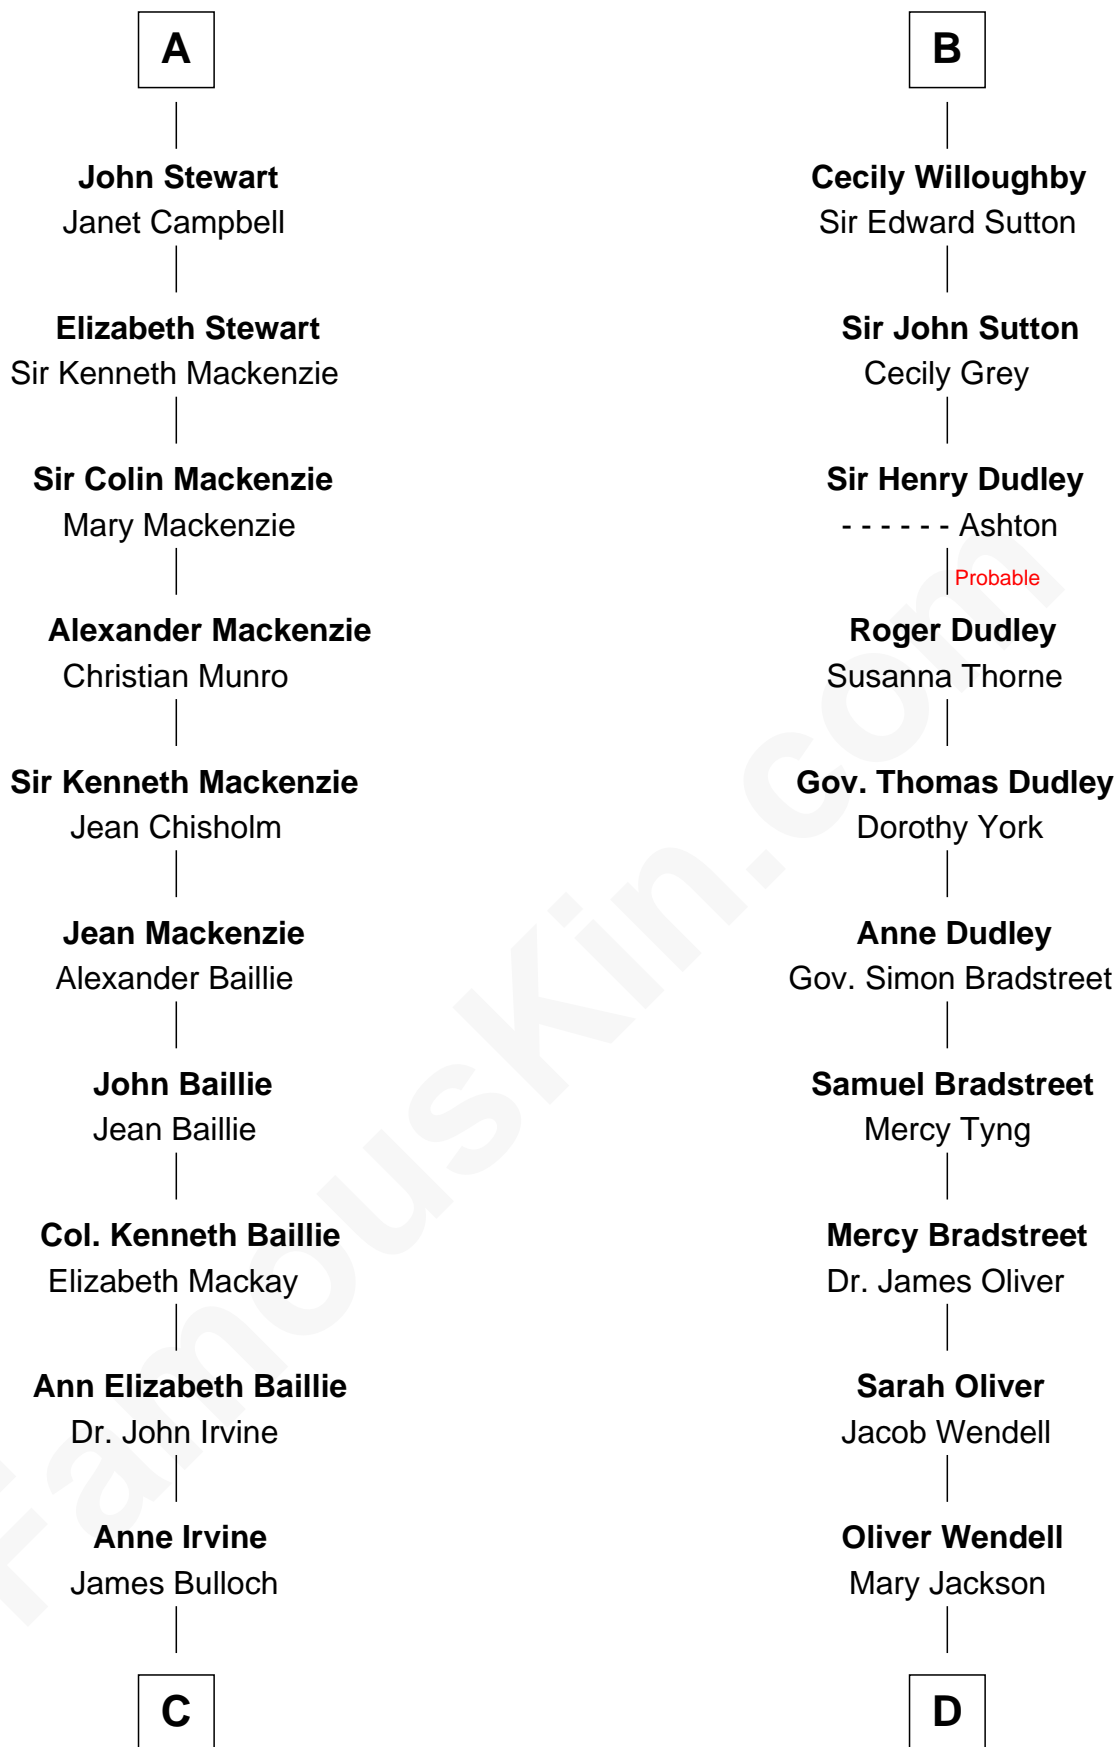 A
John Stewart
Janet Campbell
Elizabeth Stewart
Sir Kenneth Mackenzie
Sir Colin Mackenzie
Mary Mackenzie
Alexander Mackenzie
Christian Munro
Sir Kenneth Mackenzie
Jean Chisholm
Jean Mackenzie
Alexander Baillie
John Baillie
Jean Baillie
Col. Kenneth Baillie
Elizabeth Mackay
Ann Elizabeth Baillie
Dr. John Irvine
Anne Irvine
James Bulloch
C
B
Cecily Willoughby
Sir Edward Sutton
Sir John Sutton
Cecily Grey
Sir Henry Dudley
- - - - - - Ashton
Probable
Roger Dudley
Susanna Thorne
Gov. Thomas Dudley
Dorothy York
Anne Dudley
Gov. Simon Bradstreet
Samuel Bradstreet
Mercy Tyng
Mercy Bradstreet
Dr. James Oliver
Sarah Oliver
Jacob Wendell
Oliver Wendell
Mary Jackson
D
FamousKin.com